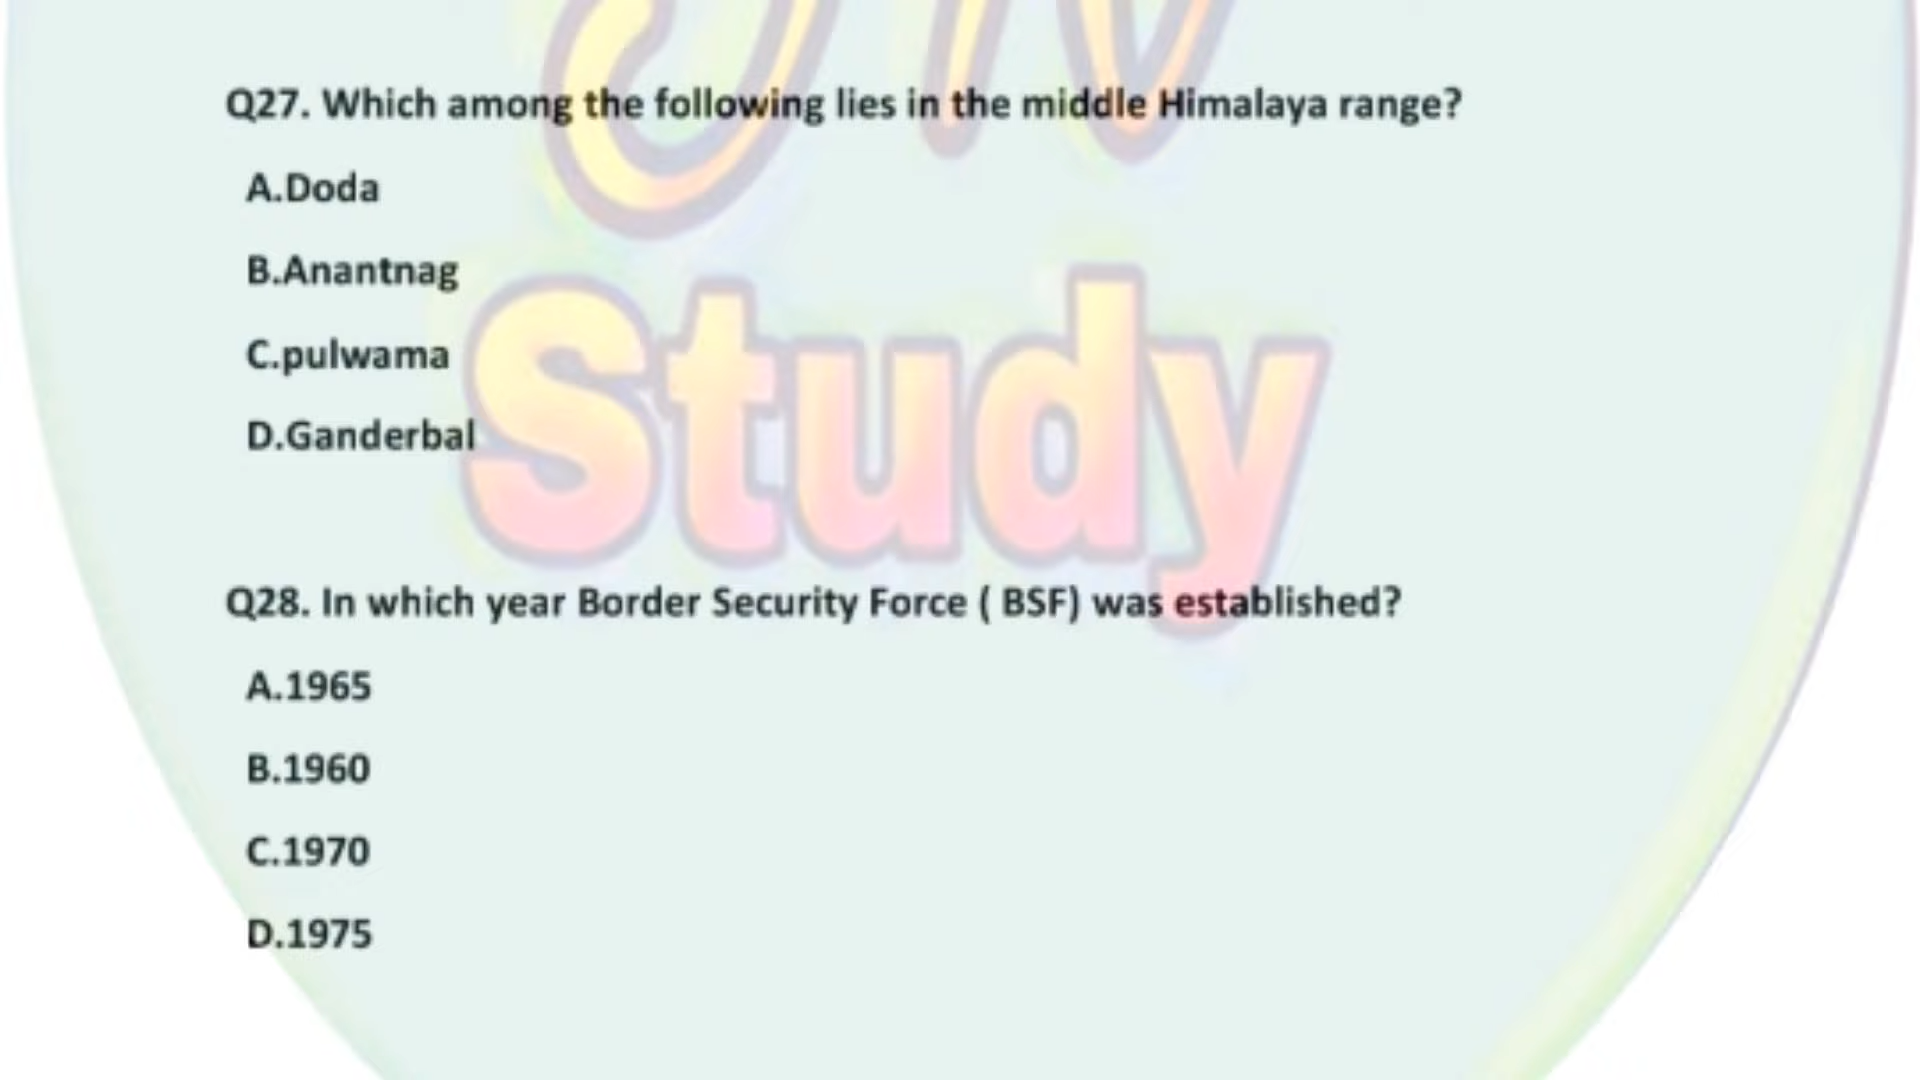 Q27. Which among the following lies in the middle Himalaya range?
A.Doda
B.Anantnag
C.pulwama
D.Ganderbal
Study
Q28. In which year Border Security Force ( BSF) was established?
A.1965
B.1960
C.1970
D.1975